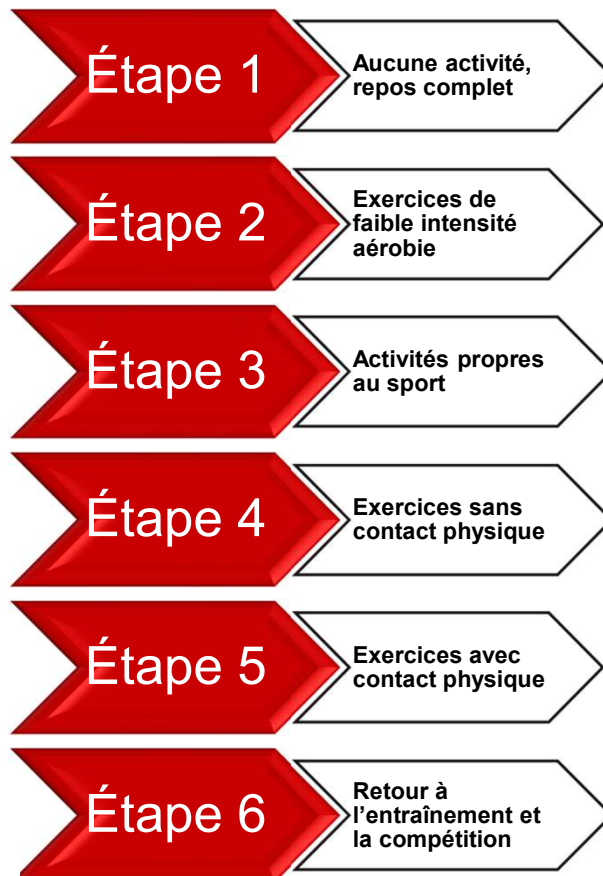 Étape 1
Aucune activité,
repos complet
Étape 2
Exercices de
faible intensité
aérobie
Étape 3
Activités propres
au sport
Étape 4
Exercices sans
contact physique
Étape 5
Exercices avec
contact physique
Étape 6
Retour à
l’entraînement et
la compétition